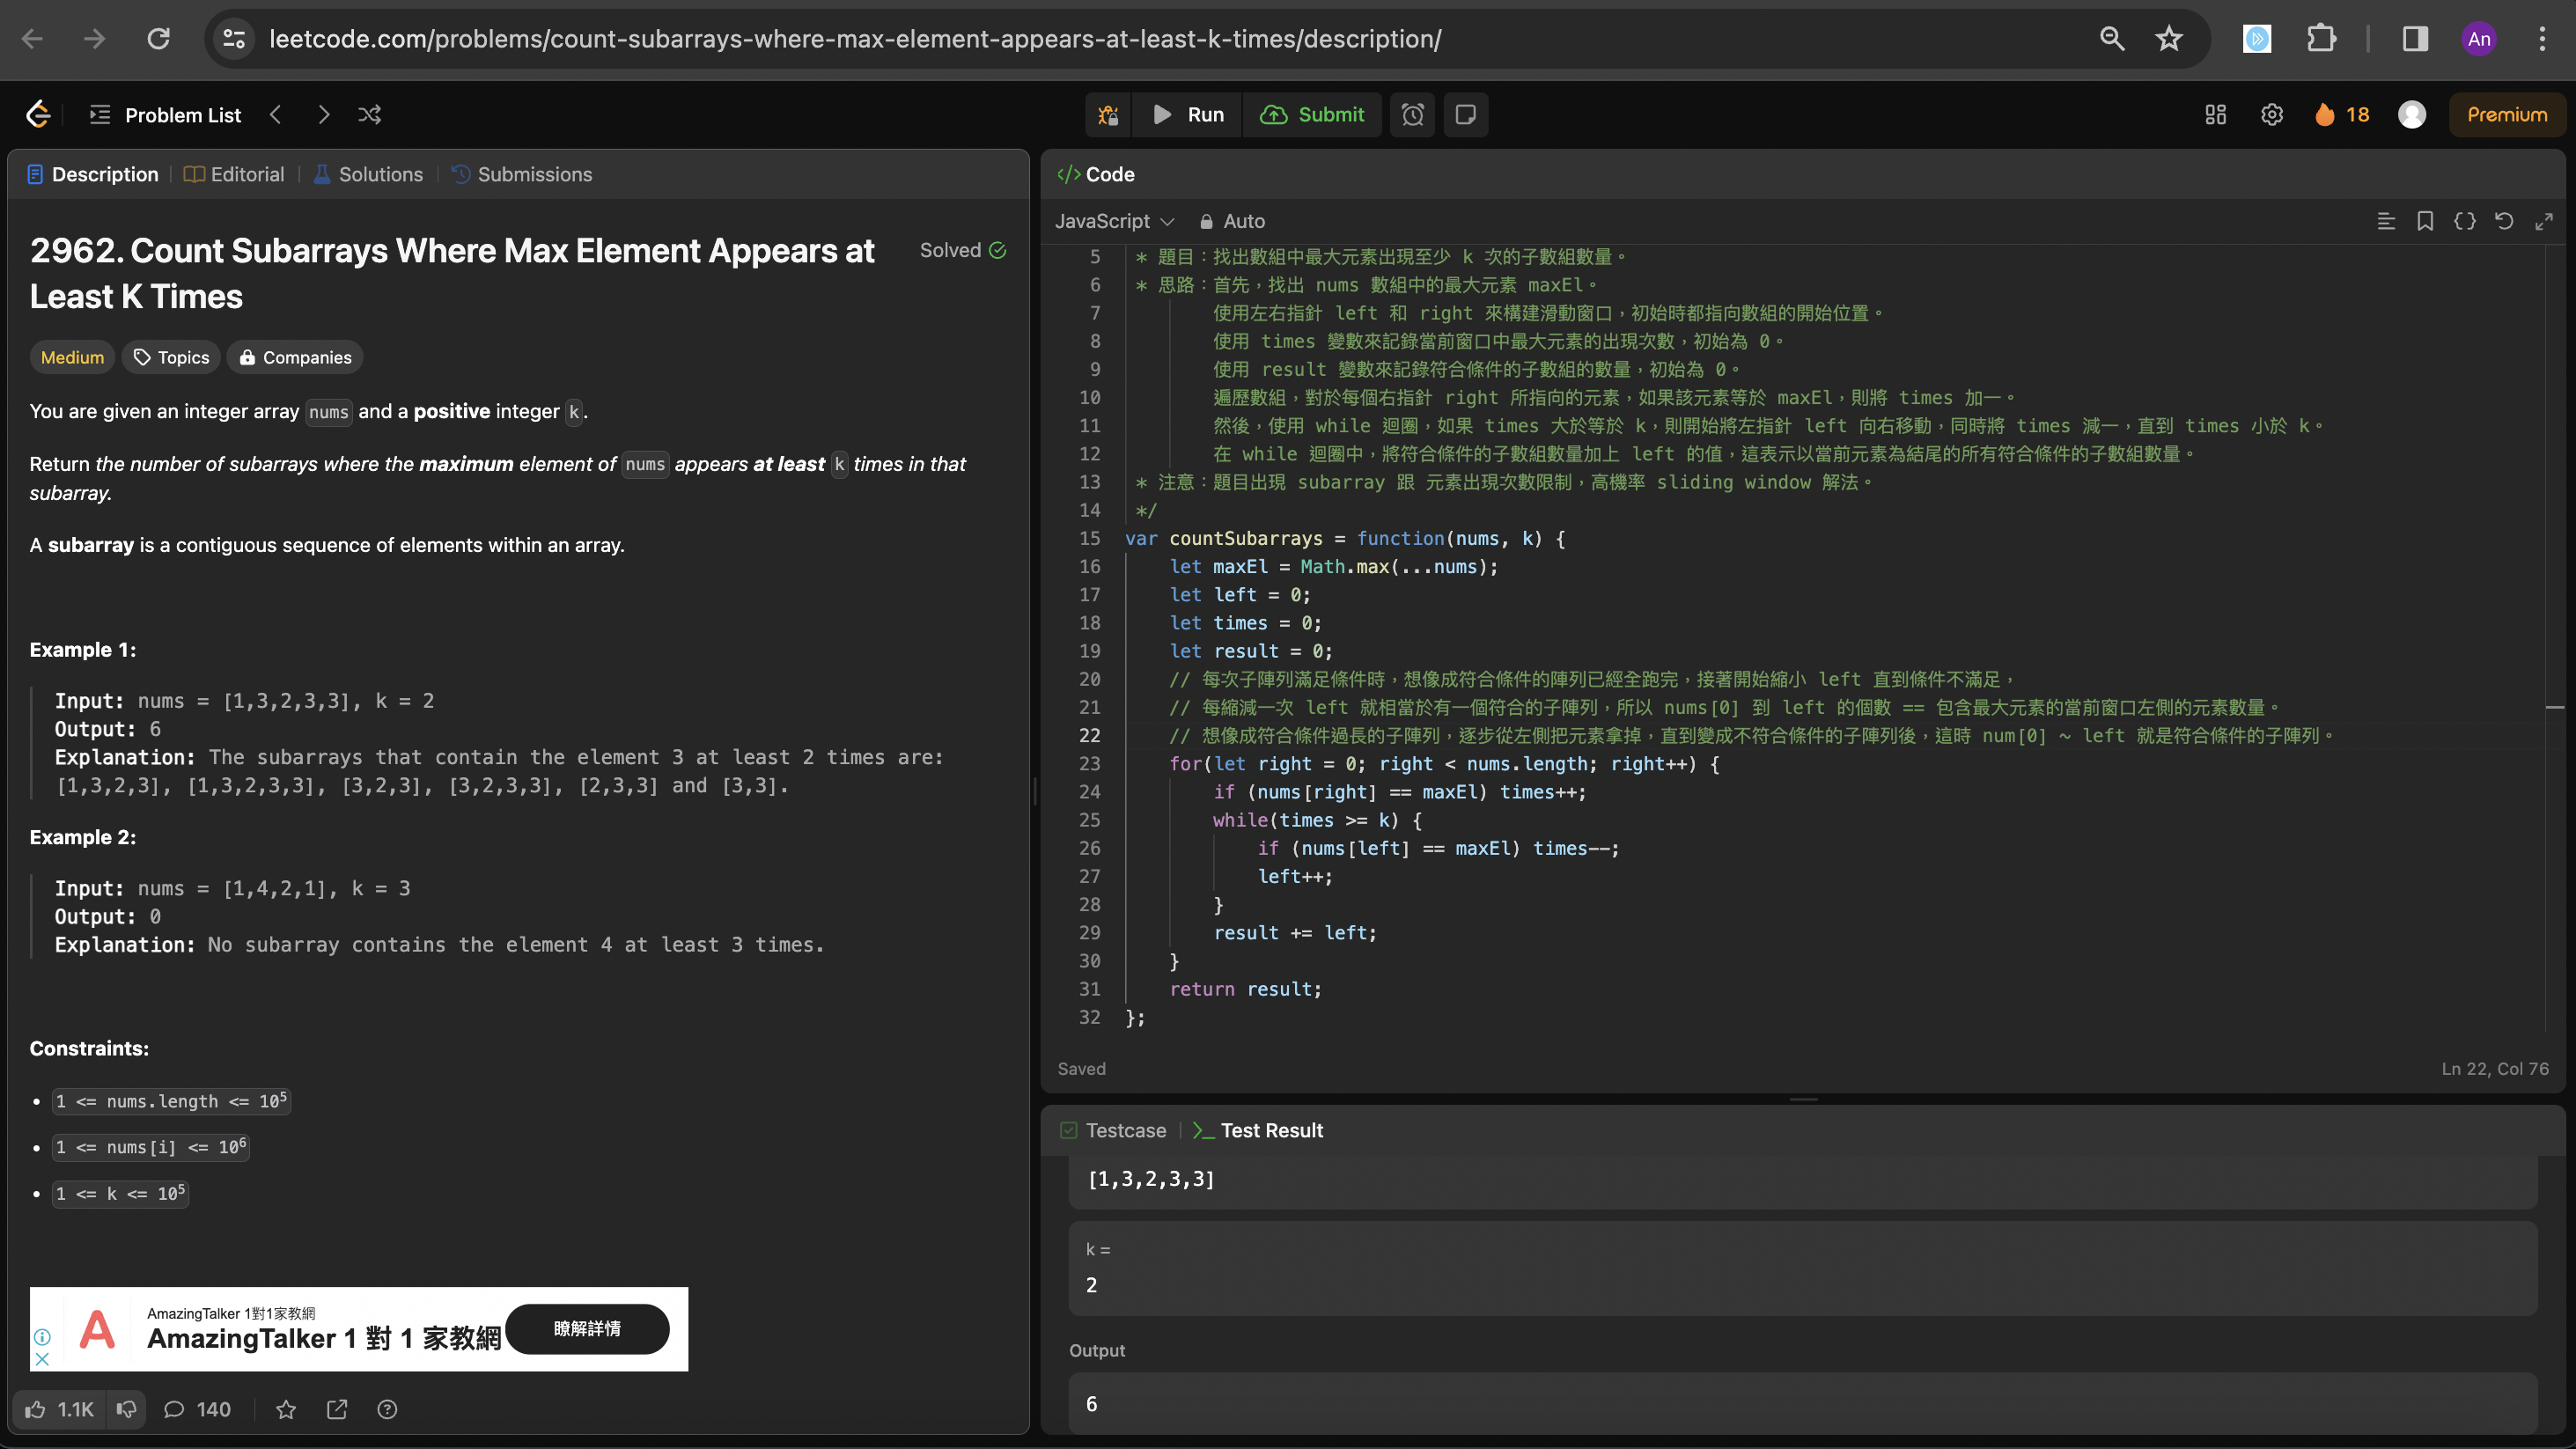 leetcode.com/problems/count-subarrays-where-max-element-appears-at-least-k-times/description/
An
Problem List
Run
Submit
18
Premium
Description
Editorial
Solutions
Submissions
2962. Count Subarrays Where Max Element Appears at
Least K Times
Solved
Medium
Topics
Companies
You are given an integer array nums and a positive integer k.
Return the number of subarrays where the maximum element of nums appears at least k times in that
subarray.
A subarray is a contiguous sequence of elements within an array.
Example 1:
Input: nums = [1,3,2,3,3], k = 2
Output: 6
Explanation: The subarrays that contain the element 3 at least 2 times are:
[1,3,2,3], [1,3,2,3,3], [3,2,3], [3,2,3,3], [2,3,3] and [3,3].
Example 2:
Input: nums = [1,4,2,1], k = 3
Output: 0
Explanation: No subarray contains the element 4 at least 3 times.
Constraints:
• 1 <= nums.length <= 10⁵
• 1 <= nums[i] <= 10⁶
• 1 <= k <= 10⁵
AmazingTalker 1對1家教網
AmazingTalker 1 對 1 家教網
瞭解詳情
1.1K
140
</> Code
JavaScript
Auto
5 * 題目：找出數組中最大元素出現至少 k 次的子數組數量。
6 * 思路：首先，找出 nums 數組中的最大元素 maxEl。
7 使用左右指針 left 和 right 來構建滑動窗口，初始時都指向數組的開始位置。
8 使用 times 變數來記錄當前窗口中最大元素的出現次數，初始為 0。
9 使用 result 變數來記錄符合條件的子數組的數量，初始為 0。
10 遍歷數組，對於每個右指針 right 所指向的元素，如果該元素等於 maxEl，則將 times 加一。
11 然後，使用 while 迴圈，如果 times 大於等於 k，則開始將左指針 left 向右移動，同時將 times 減一，直到 times 小於 k。
12 在 while 迴圈中，將符合條件的子數組數量加上 left 的值，這表示以當前元素為結尾的所有符合條件的子數組數量。
13 * 注意：題目出現 subarray 跟 元素出現次數限制，高機率 sliding window 解法。
14 */
15 var countSubarrays = function(nums, k) {
16 let maxEl = Math.max(...nums);
17 let left = 0;
18 let times = 0;
19 let result = 0;
20 // 每次子陣列滿足條件時，想像成符合條件的陣列已經全跑完，接著開始縮小 left 直到條件不滿足，
21 // 每縮減一次 left 就相當於有一個符合的子陣列，所以 nums[0] 到 left 的個數 == 包含最大元素的當前窗口左側的元素數量。
22 // 想像成符合條件過長的子陣列，逐步從左側把元素拿掉，直到變成不符合條件的子陣列後，這時 num[0] ~ left 就是符合條件的子陣列。
23 for(let right = 0; right < nums.length; right++) {
24 if (nums[right] == maxEl) times++;
25 while(times >= k) {
26 if (nums[left] == maxEl) times--;
27 left++;
28 }
29 result += left;
30 }
31 return result;
32 };
Saved
Ln 22, Col 76
Testcase
Test Result
[1,3,2,3,3]
k =
2
Output
6